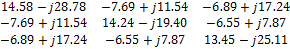 14.58 − j28.78 −7.69 + j11.54 −6.89 + j17.24
−7.69 + j11.54 14.24 − j19.40 −6.55 + j7.87
−6.89 + j17.24 −6.55 + j7.87 13.45 − j25.11